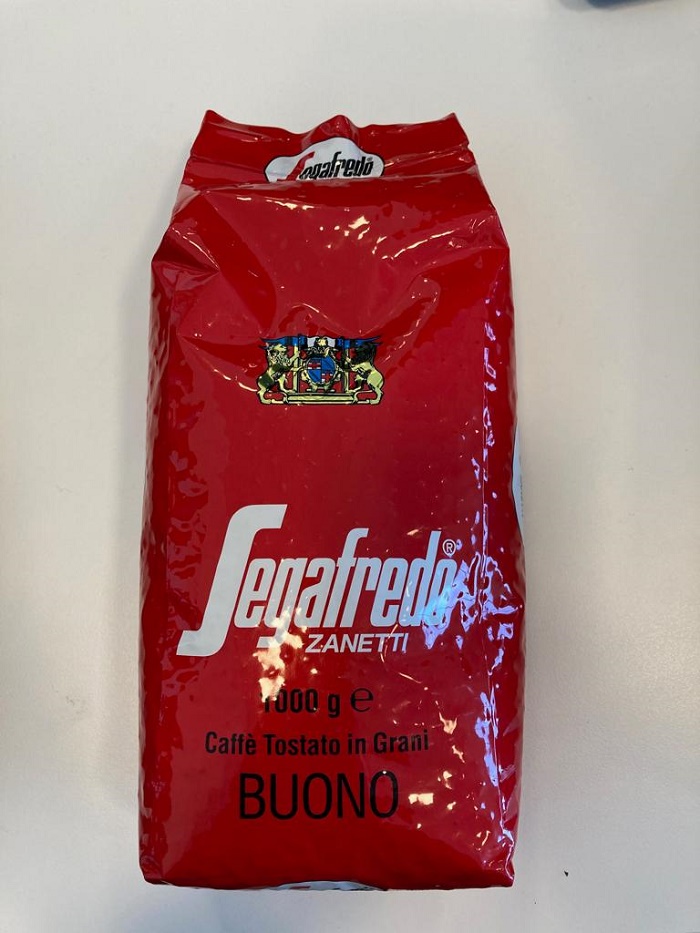 Segafredo®
Segafredo®
ZANETTI
1000 g ℮
Caffè Tostato in Grani
BUONO